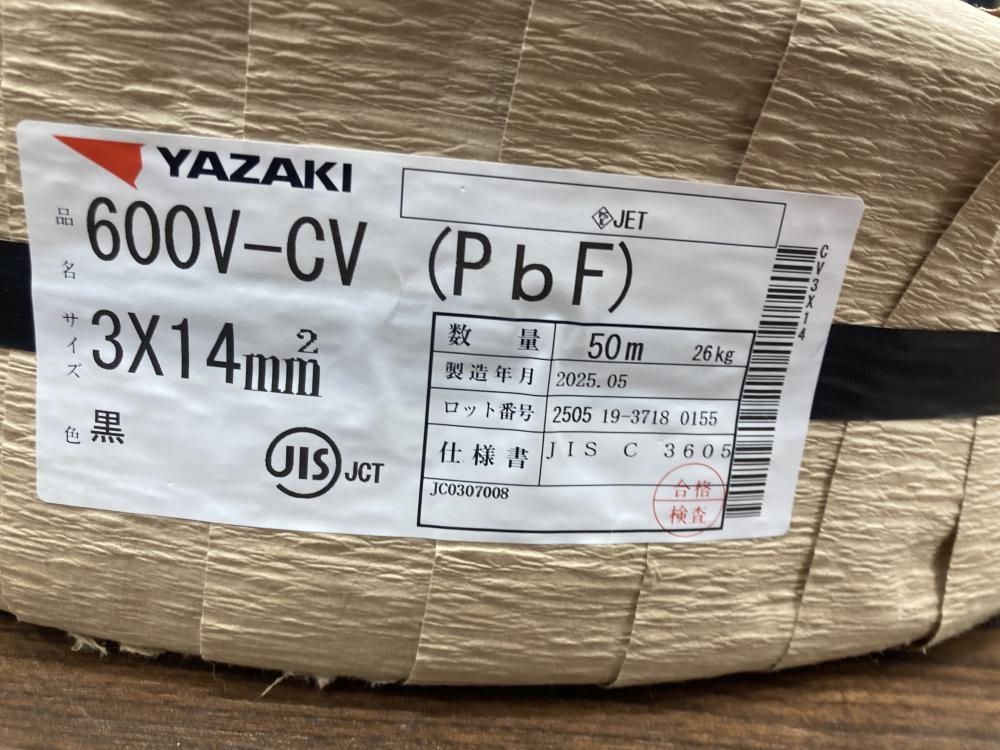 YAZAKI
PS E JET
品名 600V-CV (PbF)
サイズ 3X14mm²
色 黒
JIS JCT
数量 50m 26kg
製造年月 2025.05
ロット番号 2505 19-3718 0155
仕様書 JIS C 3605
JC0307008
合格
検査
CV3X14